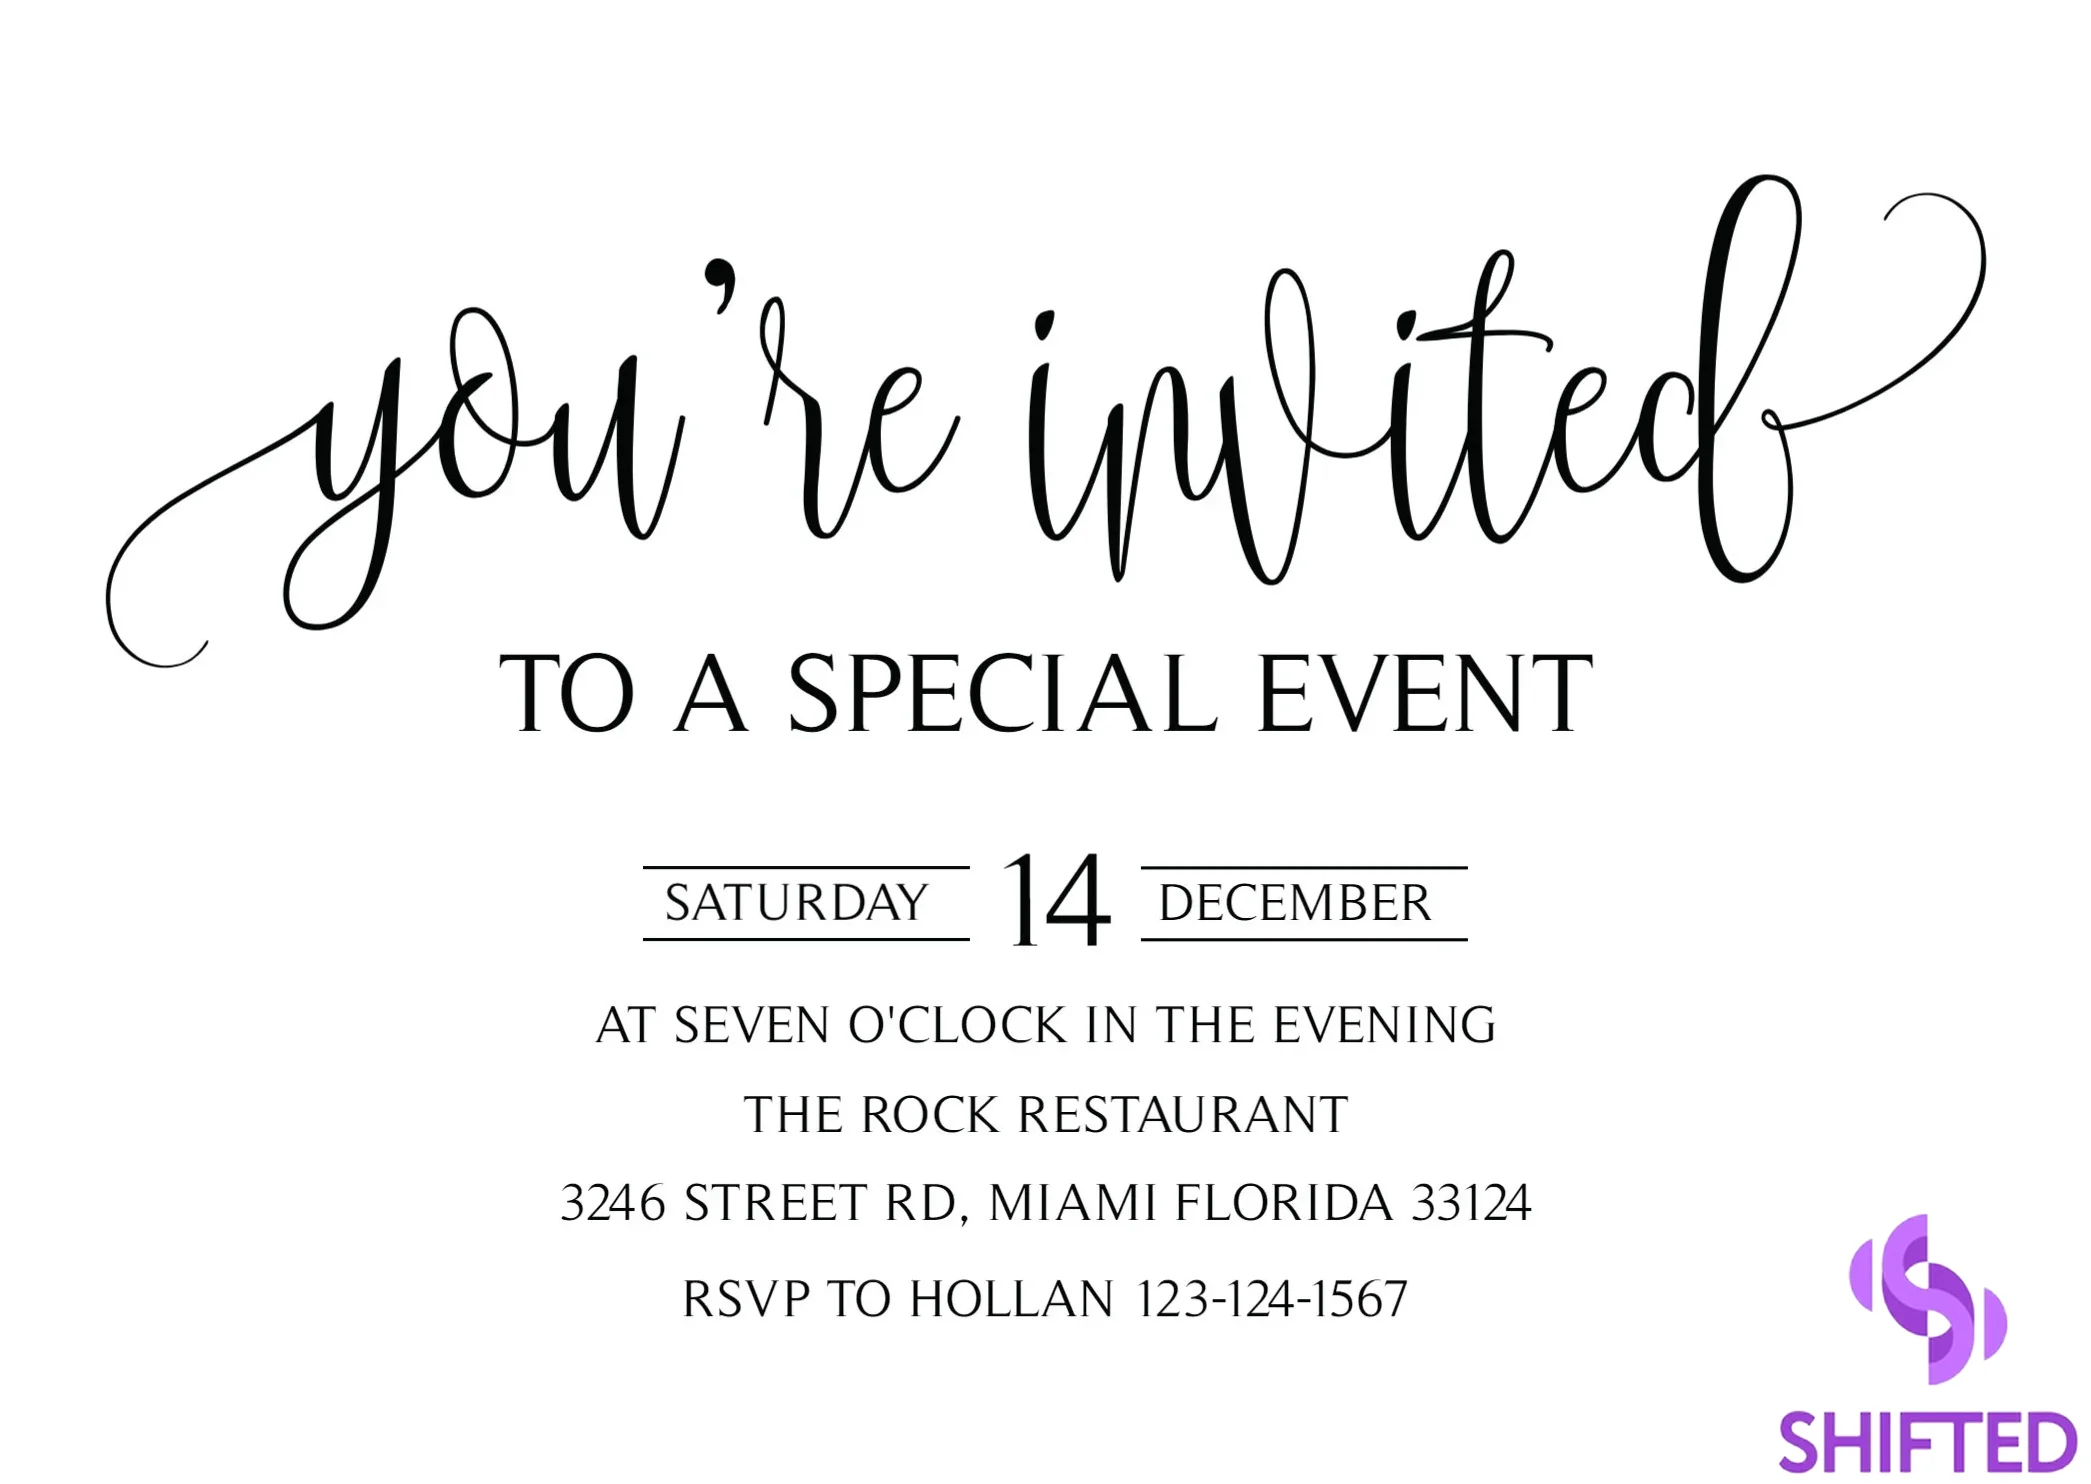 you're invited
TO A SPECIAL EVENT
SATURDAY 14 DECEMBER
AT SEVEN O'CLOCK IN THE EVENING
THE ROCK RESTAURANT
3246 STREET RD, MIAMI FLORIDA 33124
RSVP TO HOLLAN 123-124-1567
SHIFTED